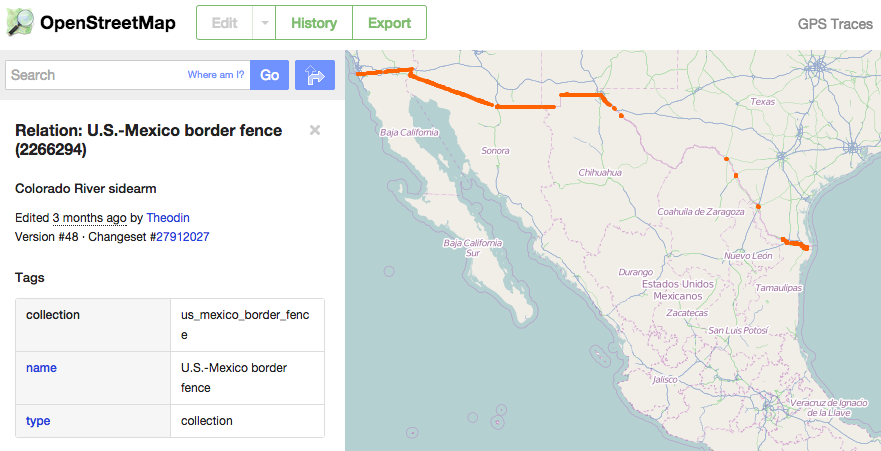 OpenStreetMap
Edit
History
Export
GPS Traces
Search
Where am I?
Go
Relation: U.S.-Mexico border fence
(2266294)
×
Colorado River sidearm
Edited 3 months ago by Theodin
Version #48 · Changeset #27912027
Tags
collection
us_mexico_border_fenc
e
name
U.S.-Mexico border
fence
type
collection
Texas
Baja California
Sonora
Chihuahua
Coahuila de Zaragoza
Baja California
Sur
Nuevo León
Durango
Estados Unidos
Mexicanos
Tamaulipas
Zacatecas
San Luis Potosí
Jalisco
Veracruz de Ignacio
de la Llave